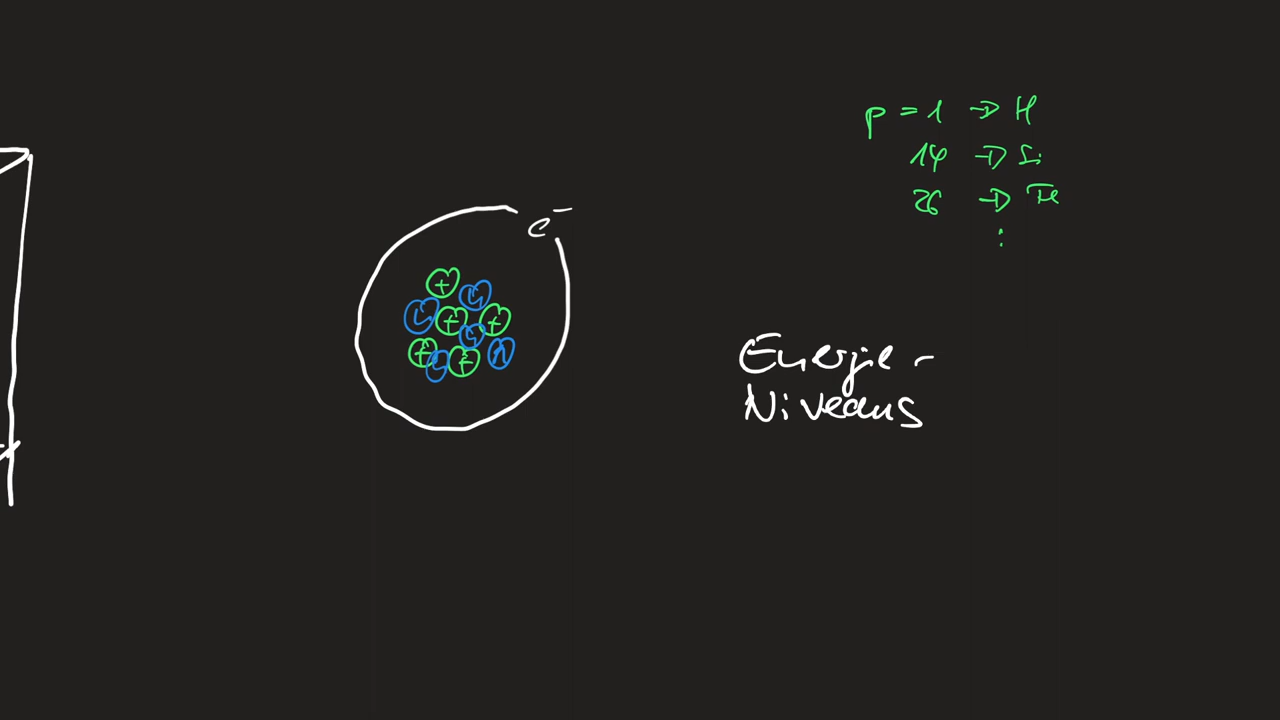 p = 1 → H
14 → Si
26 → Fe
:
e⁻
+ n
n + +
n
+ n + n
Energie -
Niveaus